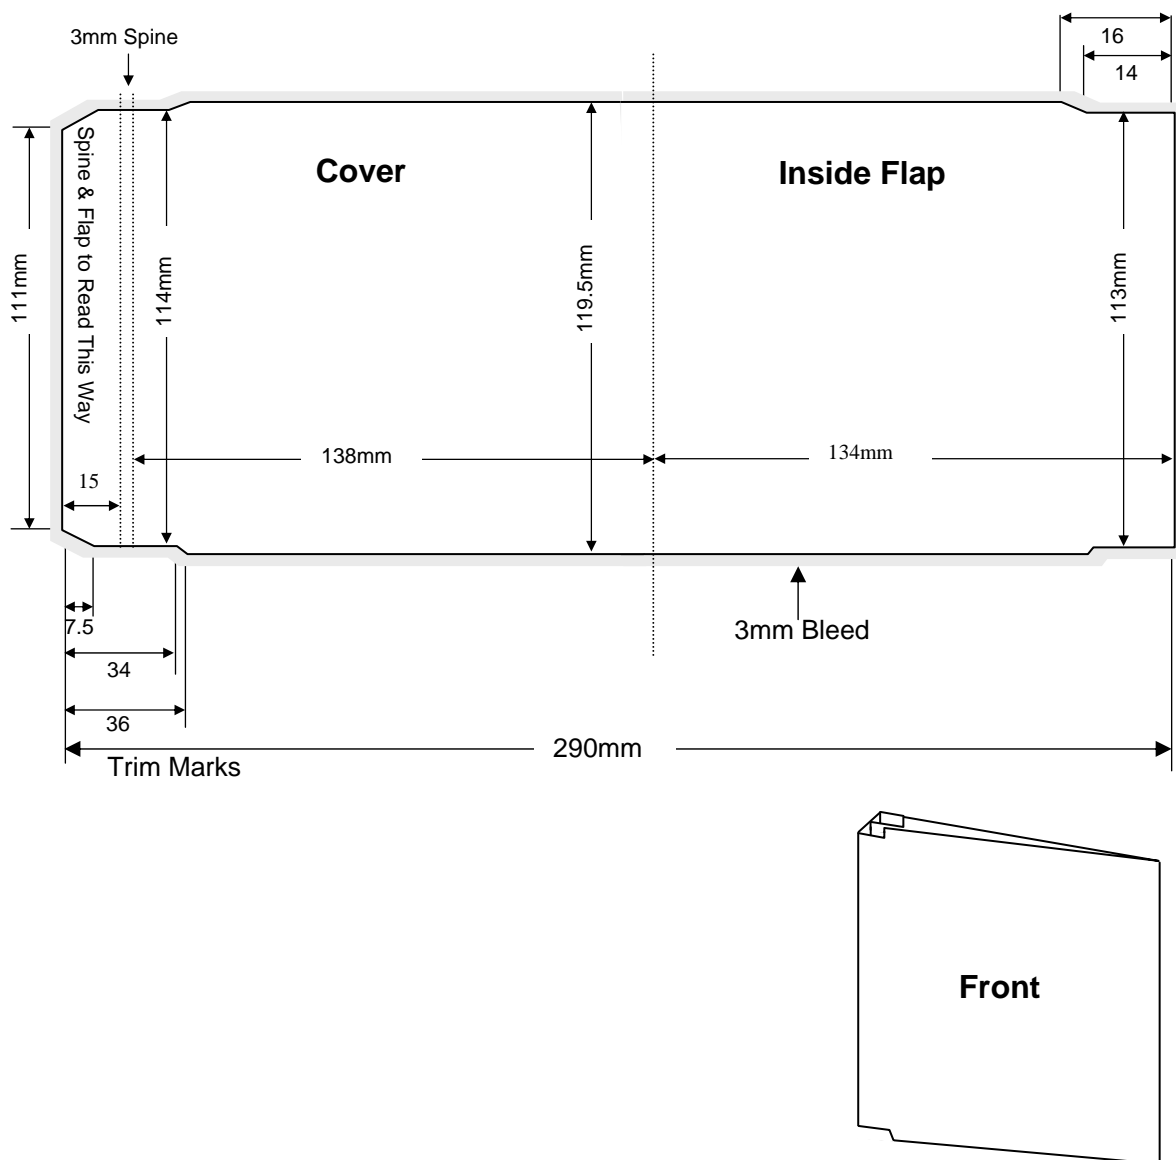 3mm Spine
16
14
Cover
Inside Flap
Spine & Flap to Read This Way
111mm
114mm
119.5mm
113mm
138mm
134mm
15
7.5
3mm Bleed
34
36
290mm
Trim Marks
Front